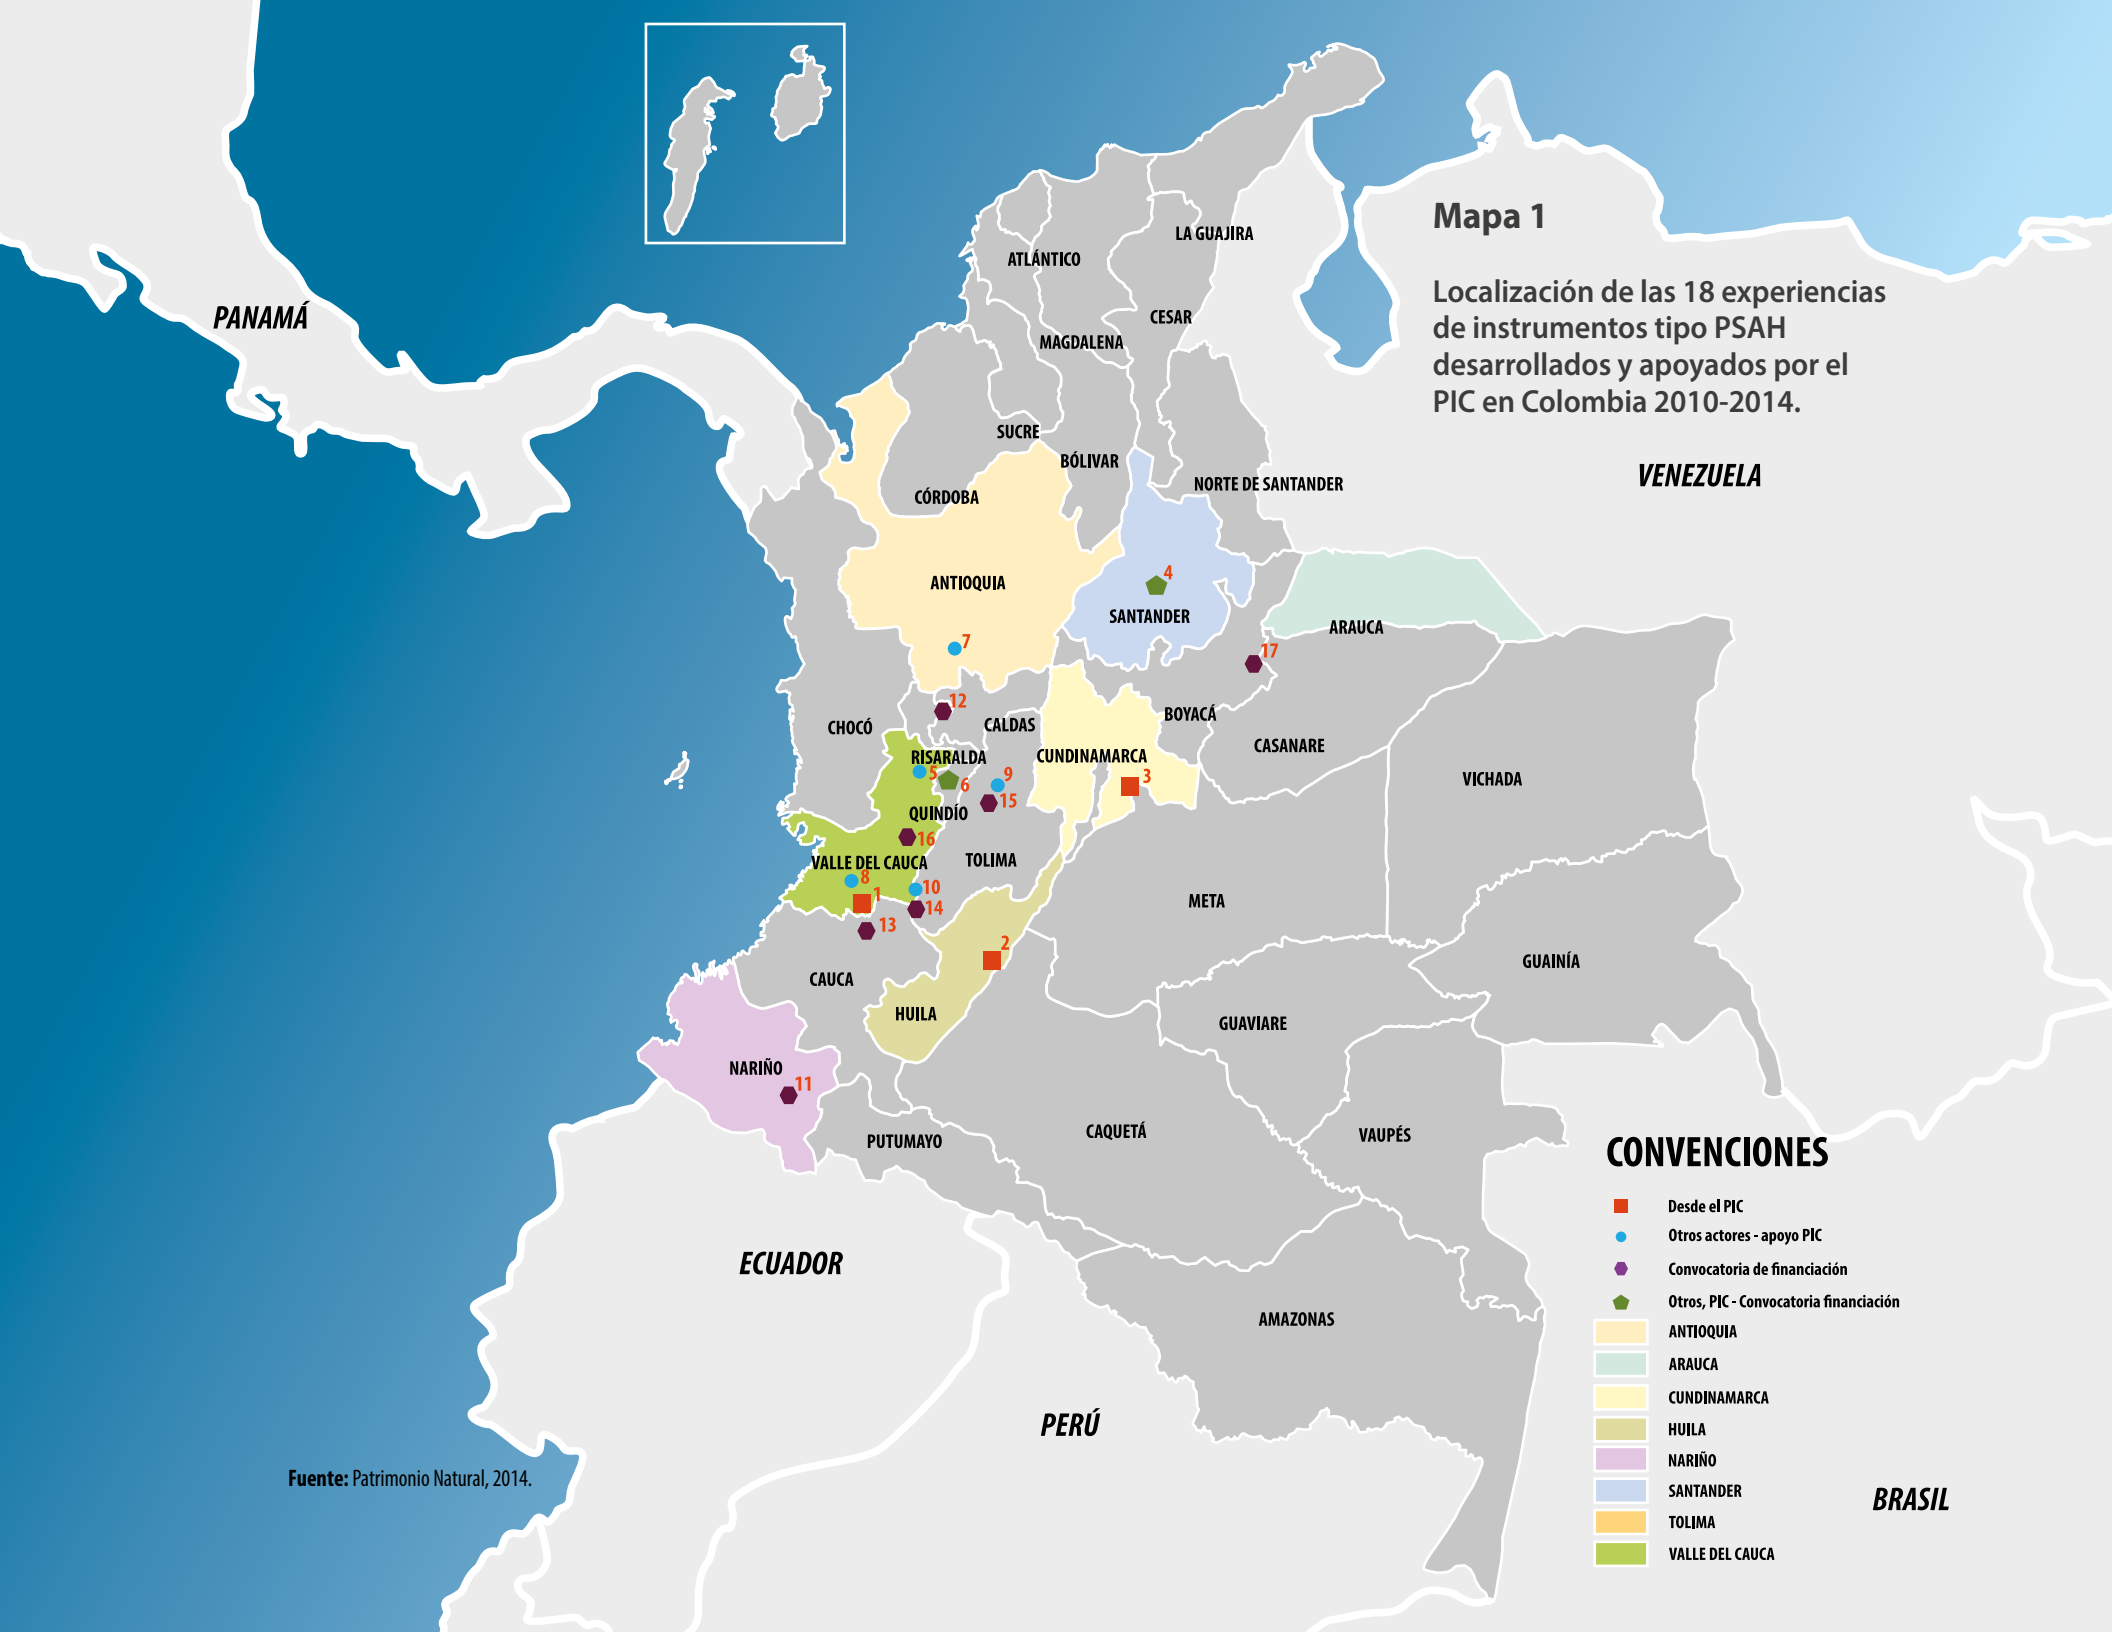 Mapa 1
Localización de las 18 experiencias
de instrumentos tipo PSAH
desarrollados y apoyados por el
PIC en Colombia 2010-2014.
PANAMÁ
VENEZUELA
ECUADOR
PERÚ
BRASIL
LA GUAJIRA
ATLÁNTICO
CESAR
MAGDALENA
SUCRE
BÓLIVAR
NORTE DE SANTANDER
CÓRDOBA
ANTIOQUIA
4
SANTANDER
ARAUCA
7
17
12
BOYACÁ
CHOCÓ
CALDAS
CASANARE
RISARALDA
CUNDINAMARCA
5
9
3
VICHADA
6
15
QUINDÍO
16
VALLE DEL CAUCA
TOLIMA
8
10
1
META
14
13
2
GUAINÍA
CAUCA
HUILA
GUAVIARE
NARIÑO
11
CAQUETÁ
VAUPÉS
PUTUMAYO
AMAZONAS
CONVENCIONES
Desde el PIC
Otros actores - apoyo PIC
Convocatoria de financiación
Otros, PIC - Convocatoria financiación
ANTIOQUIA
ARAUCA
CUNDINAMARCA
HUILA
NARIÑO
SANTANDER
TOLIMA
VALLE DEL CAUCA
Fuente: Patrimonio Natural, 2014.